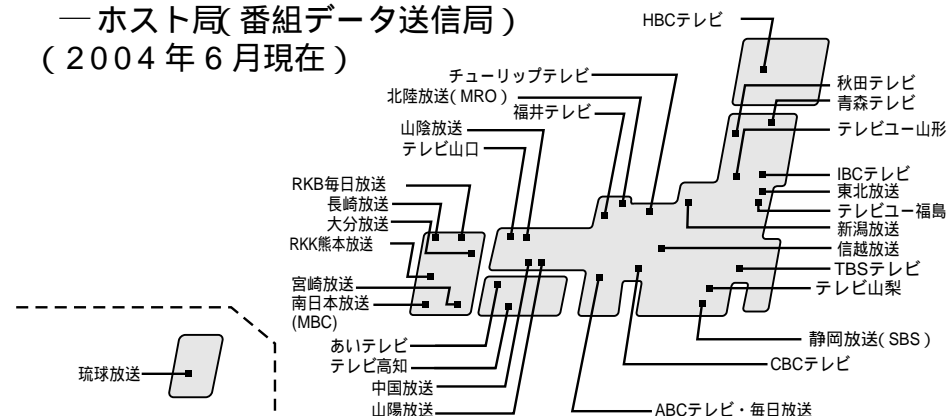 ホスト局(番組データ送信局)
(2004年6月現在)
HBCテレビ
チューリップテレビ
北陸放送(MRO)
福井テレビ
山陰放送
テレビ山口
RKB毎日放送
長崎放送
大分放送
RKK熊本放送
宮崎放送
南日本放送
(MBC)
あいテレビ
テレビ高知
中国放送
山陽放送
琉球放送
秋田テレビ
青森テレビ
テレビユー山形
IBCテレビ
東北放送
テレビユー福島
新潟放送
信越放送
TBSテレビ
テレビ山梨
静岡放送(SBS)
CBCテレビ
ABCテレビ・毎日放送